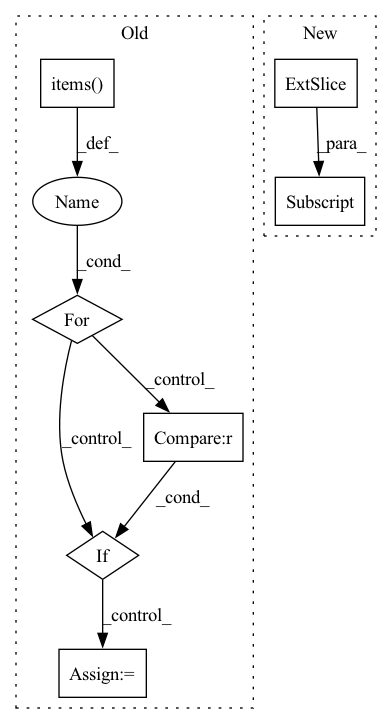 Old
New
items()
ExtSlice
_def_
_para_
Name
Subscript
_cond_
For
_control_
_control_
Compare:r
_cond_
If
_control_
Assign:=